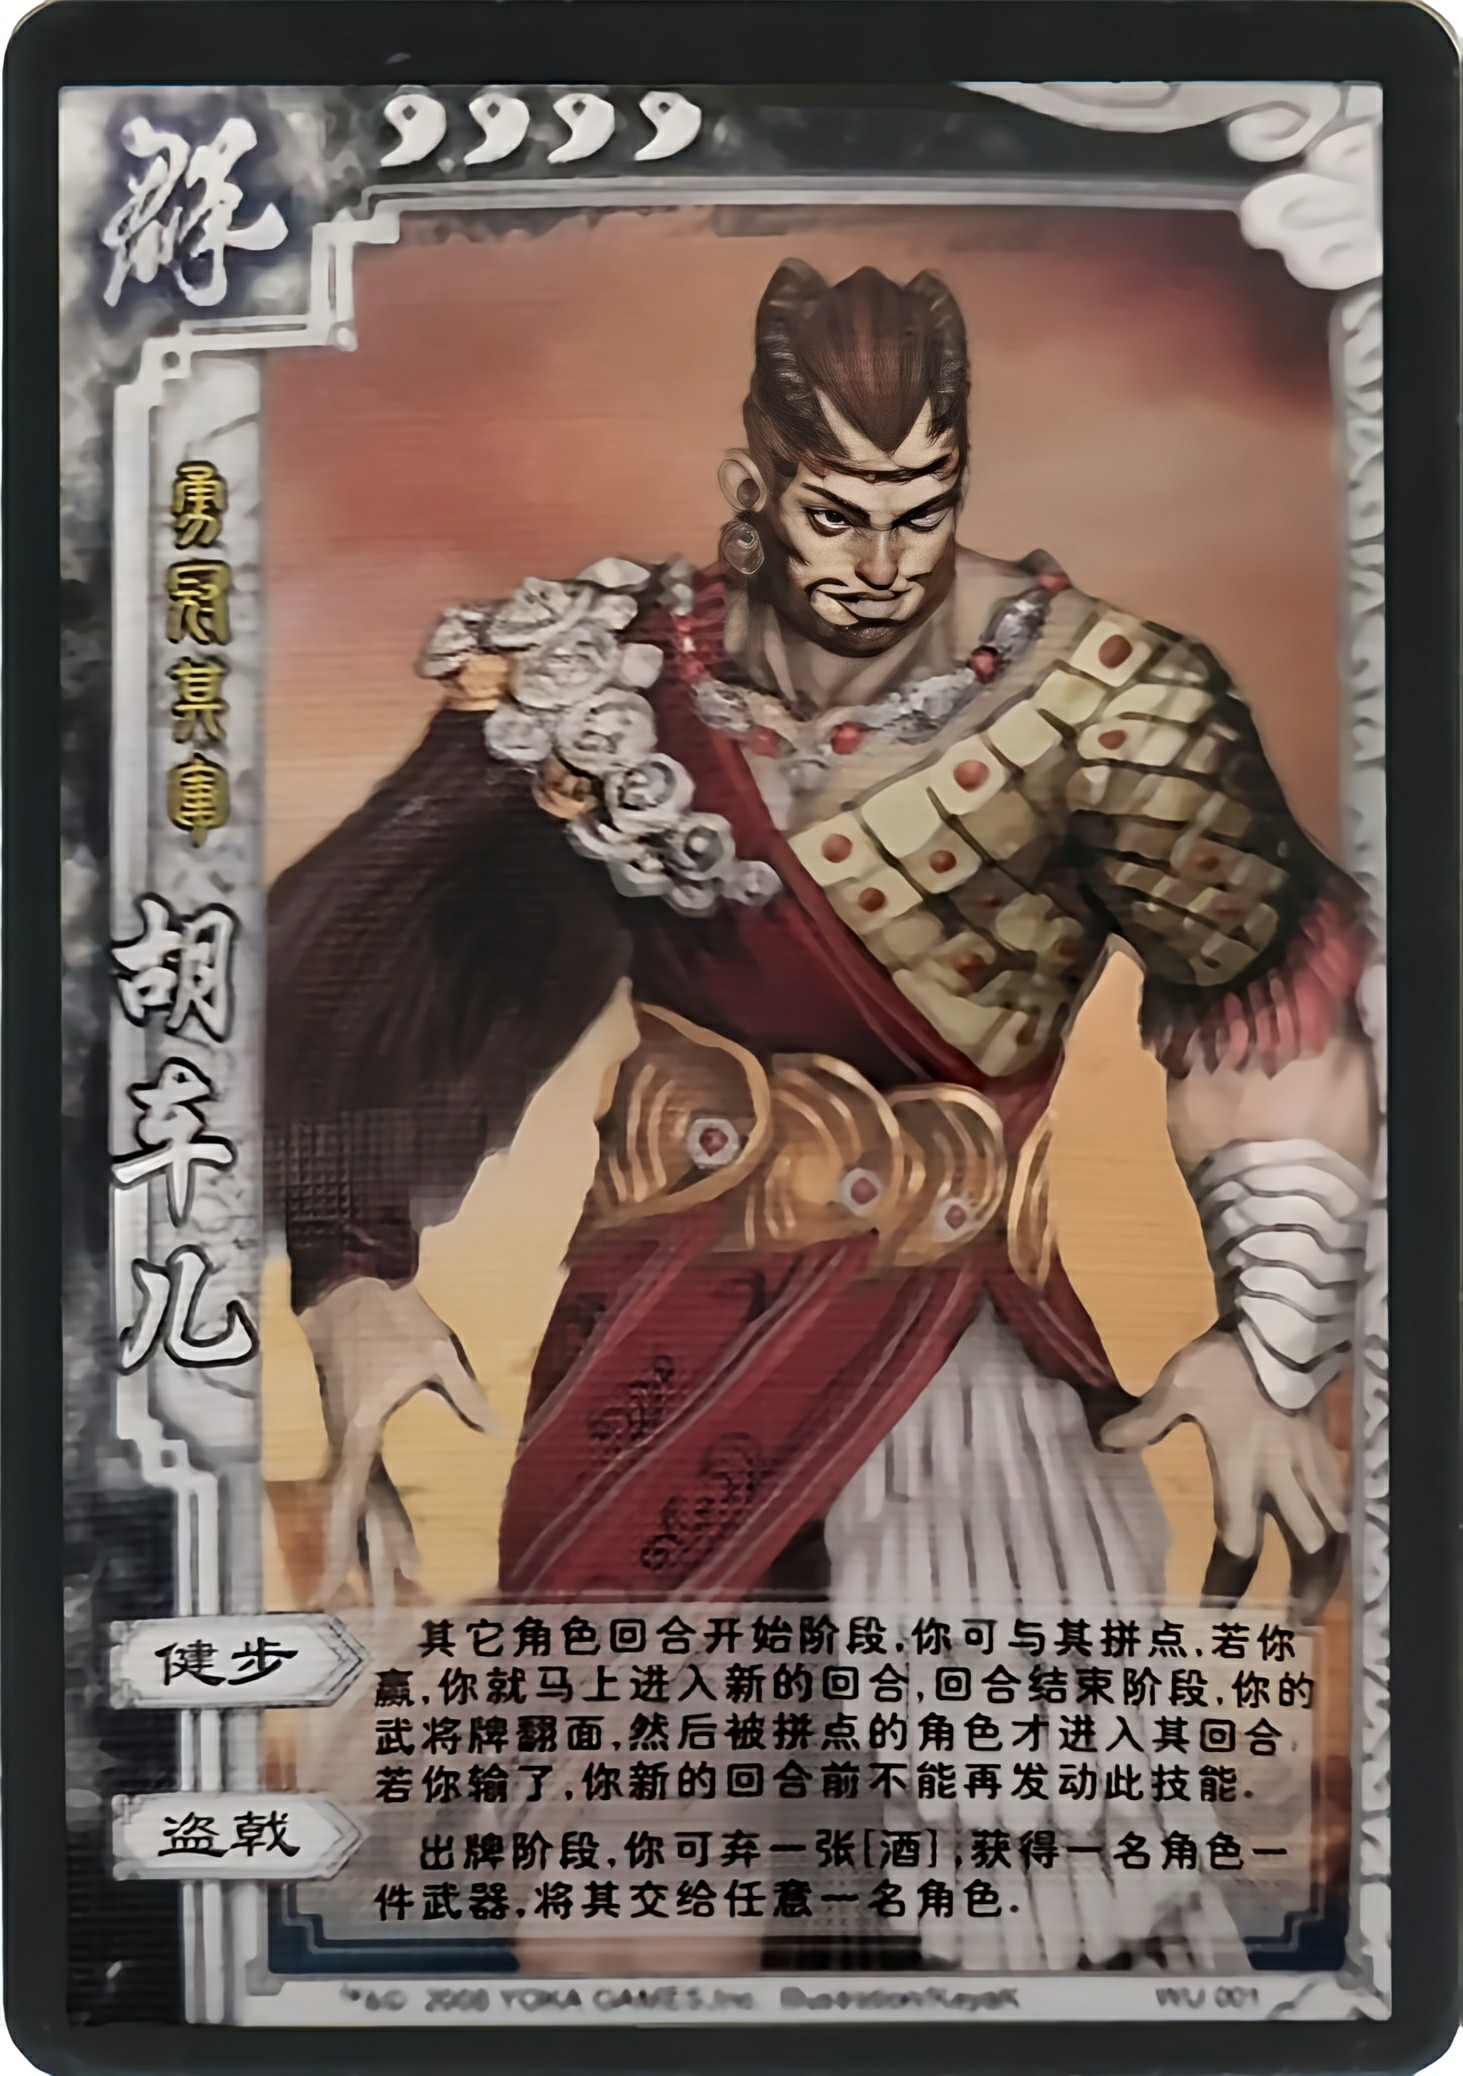 群
勇冠其軍
胡车儿
健步
其它角色回合开始阶段,你可与其拼点,若你
赢,你就马上进入新的回合,回合结束阶段,你的
武将牌翻面,然后被拼点的角色才进入其回合,
若你输了,你新的回合前不能再发动此技能.
盗戟
出牌阶段,你可弃一张[酒],获得一名角色一
件武器,将其交给任意一名角色.
© 2008 YOKA GAMES,Inc. Illustration/KayaK
WU 001